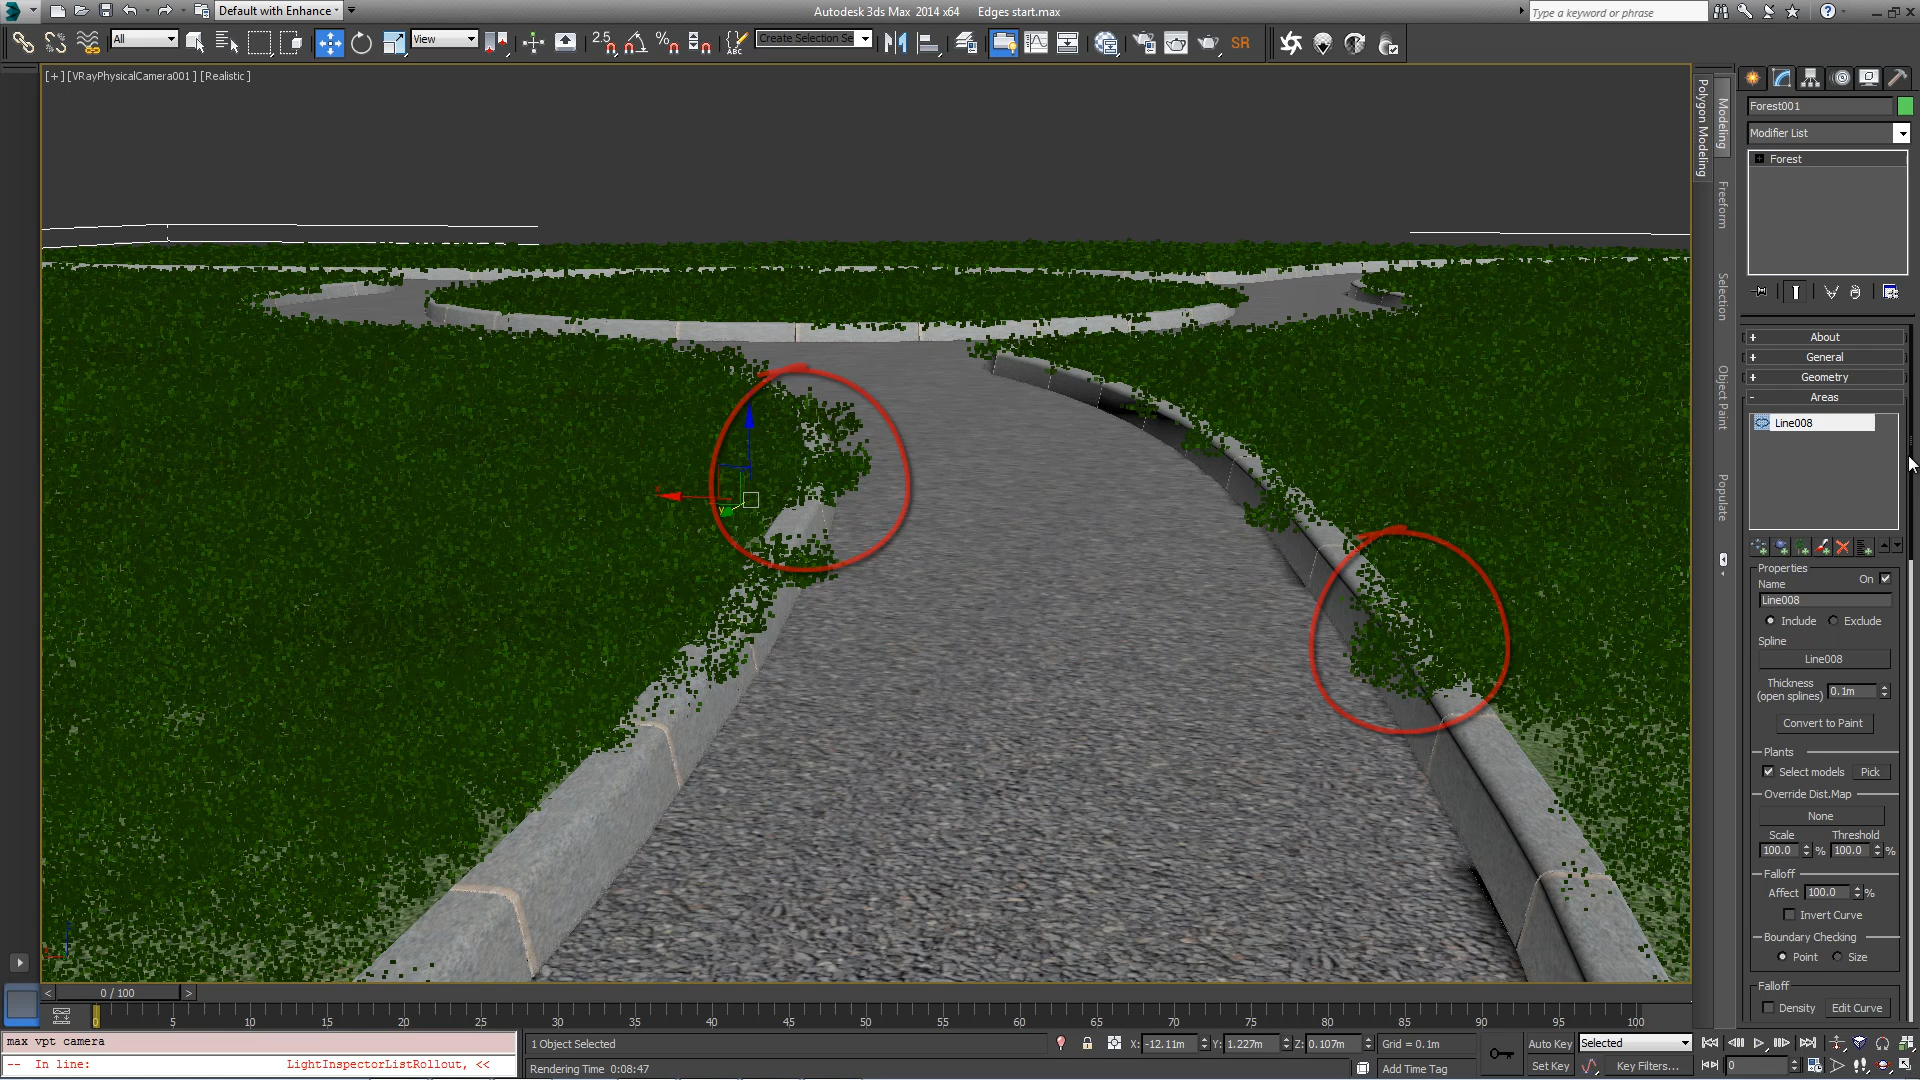 Default with Enhance
Autodesk 3ds Max 2014 x64 Edges start.max
Type a keyword or phrase
All
View
2.5
Create Selection Se
SR
[+] [VRayPhysicalCamera001 ] [Realistic ]
Polygon Modeling
Modeling
Freeform
Selection
Object Paint
Populate
Forest001
Modifier List
Forest
+ About
+ General
+ Geometry
- Areas
Line008
Properties
Name
On
Line008
Include Exclude
Spline
Line008
Thickness
(open splines) 0.1m
Convert to Paint
Plants
Select models Pick
Override Dist.Map
None
Scale Threshold
100.0 % 100.0 %
Falloff
Affect 100.0 %
Invert Curve
Boundary Checking
Point Size
Falloff
Density Edit Curve
< 0 / 100 >
0 5 10 15 20 25 30 35 40 45 50 55 60 65 70 75 80 85 90 95 100
max vpt camera
-- In line: LightInspectorListRollout, <<
1 Object Selected
X: -12.11m Y: 1.227m Z: 0.107m Grid = 0.1m
Rendering Time 0:08:47
Add Time Tag
Auto Key Selected
Set Key Key Filters...
0